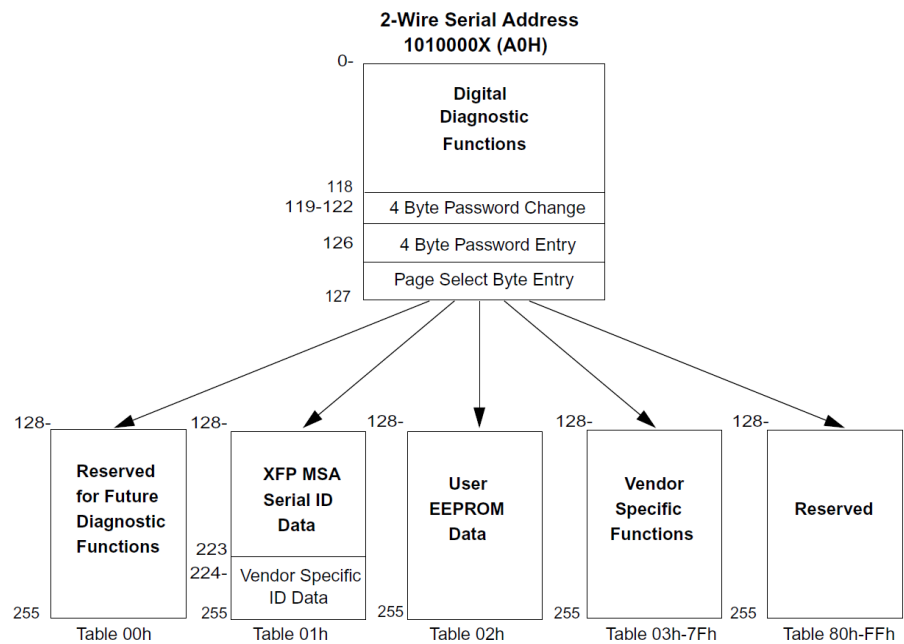 2-Wire Serial Address
1010000X (A0H)
0-
Digital
Diagnostic
Functions
118
119-122
4 Byte Password Change
126
4 Byte Password Entry
Page Select Byte Entry
127
128-
Reserved
for Future
Diagnostic
Functions
255
Table 00h
128-
XFP MSA
Serial ID
Data
223
224-
Vendor Specific
ID Data
255
Table 01h
128-
User
EEPROM
Data
255
Table 02h
128-
Vendor
Specific
Functions
255
Table 03h-7Fh
128-
Reserved
255
Table 80h-FFh